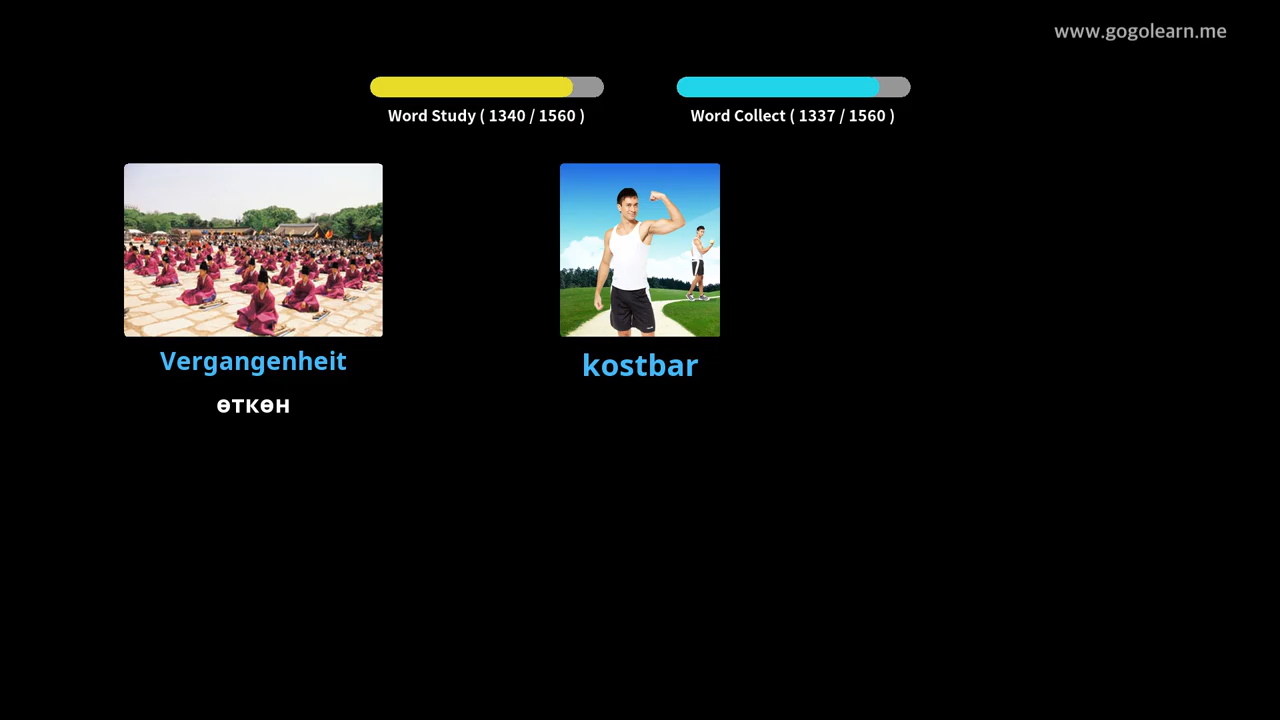 www.gogolearn.me
Word Study ( 1340 / 1560 )
Word Collect ( 1337 / 1560 )
Vergangenheit
өткөн
kostbar